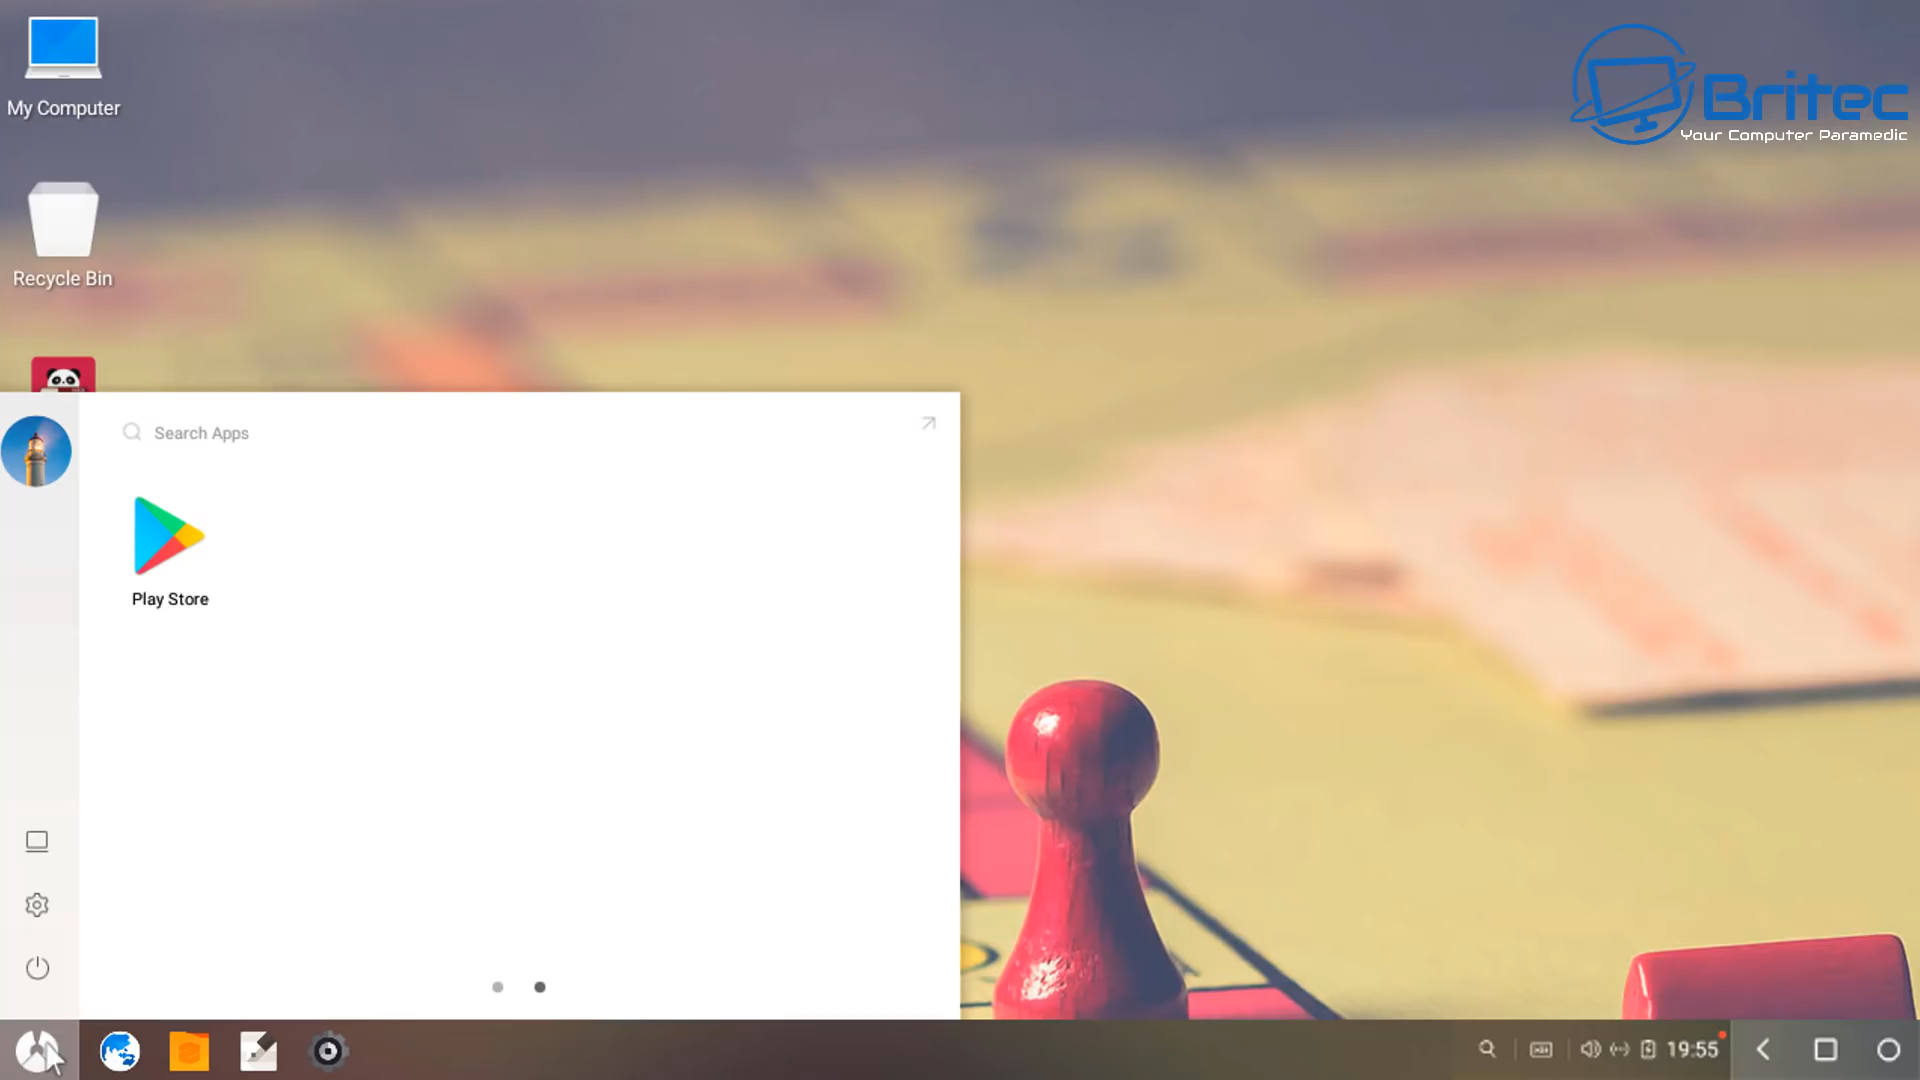 My Computer
Britec
Your Computer Paramedic
Recycle Bin
Search Apps
Play Store
19:55